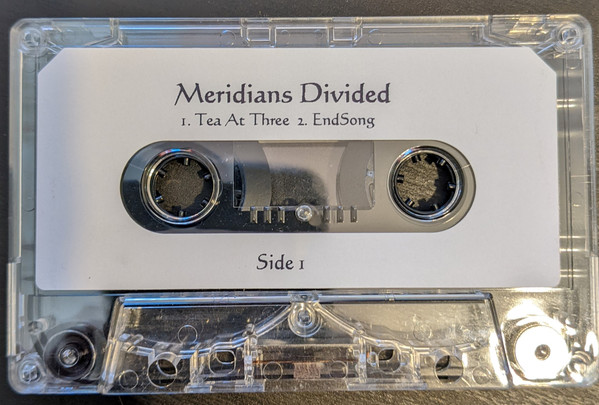 Meridians Divided
1. Tea At Three 2. EndSong
Side 1